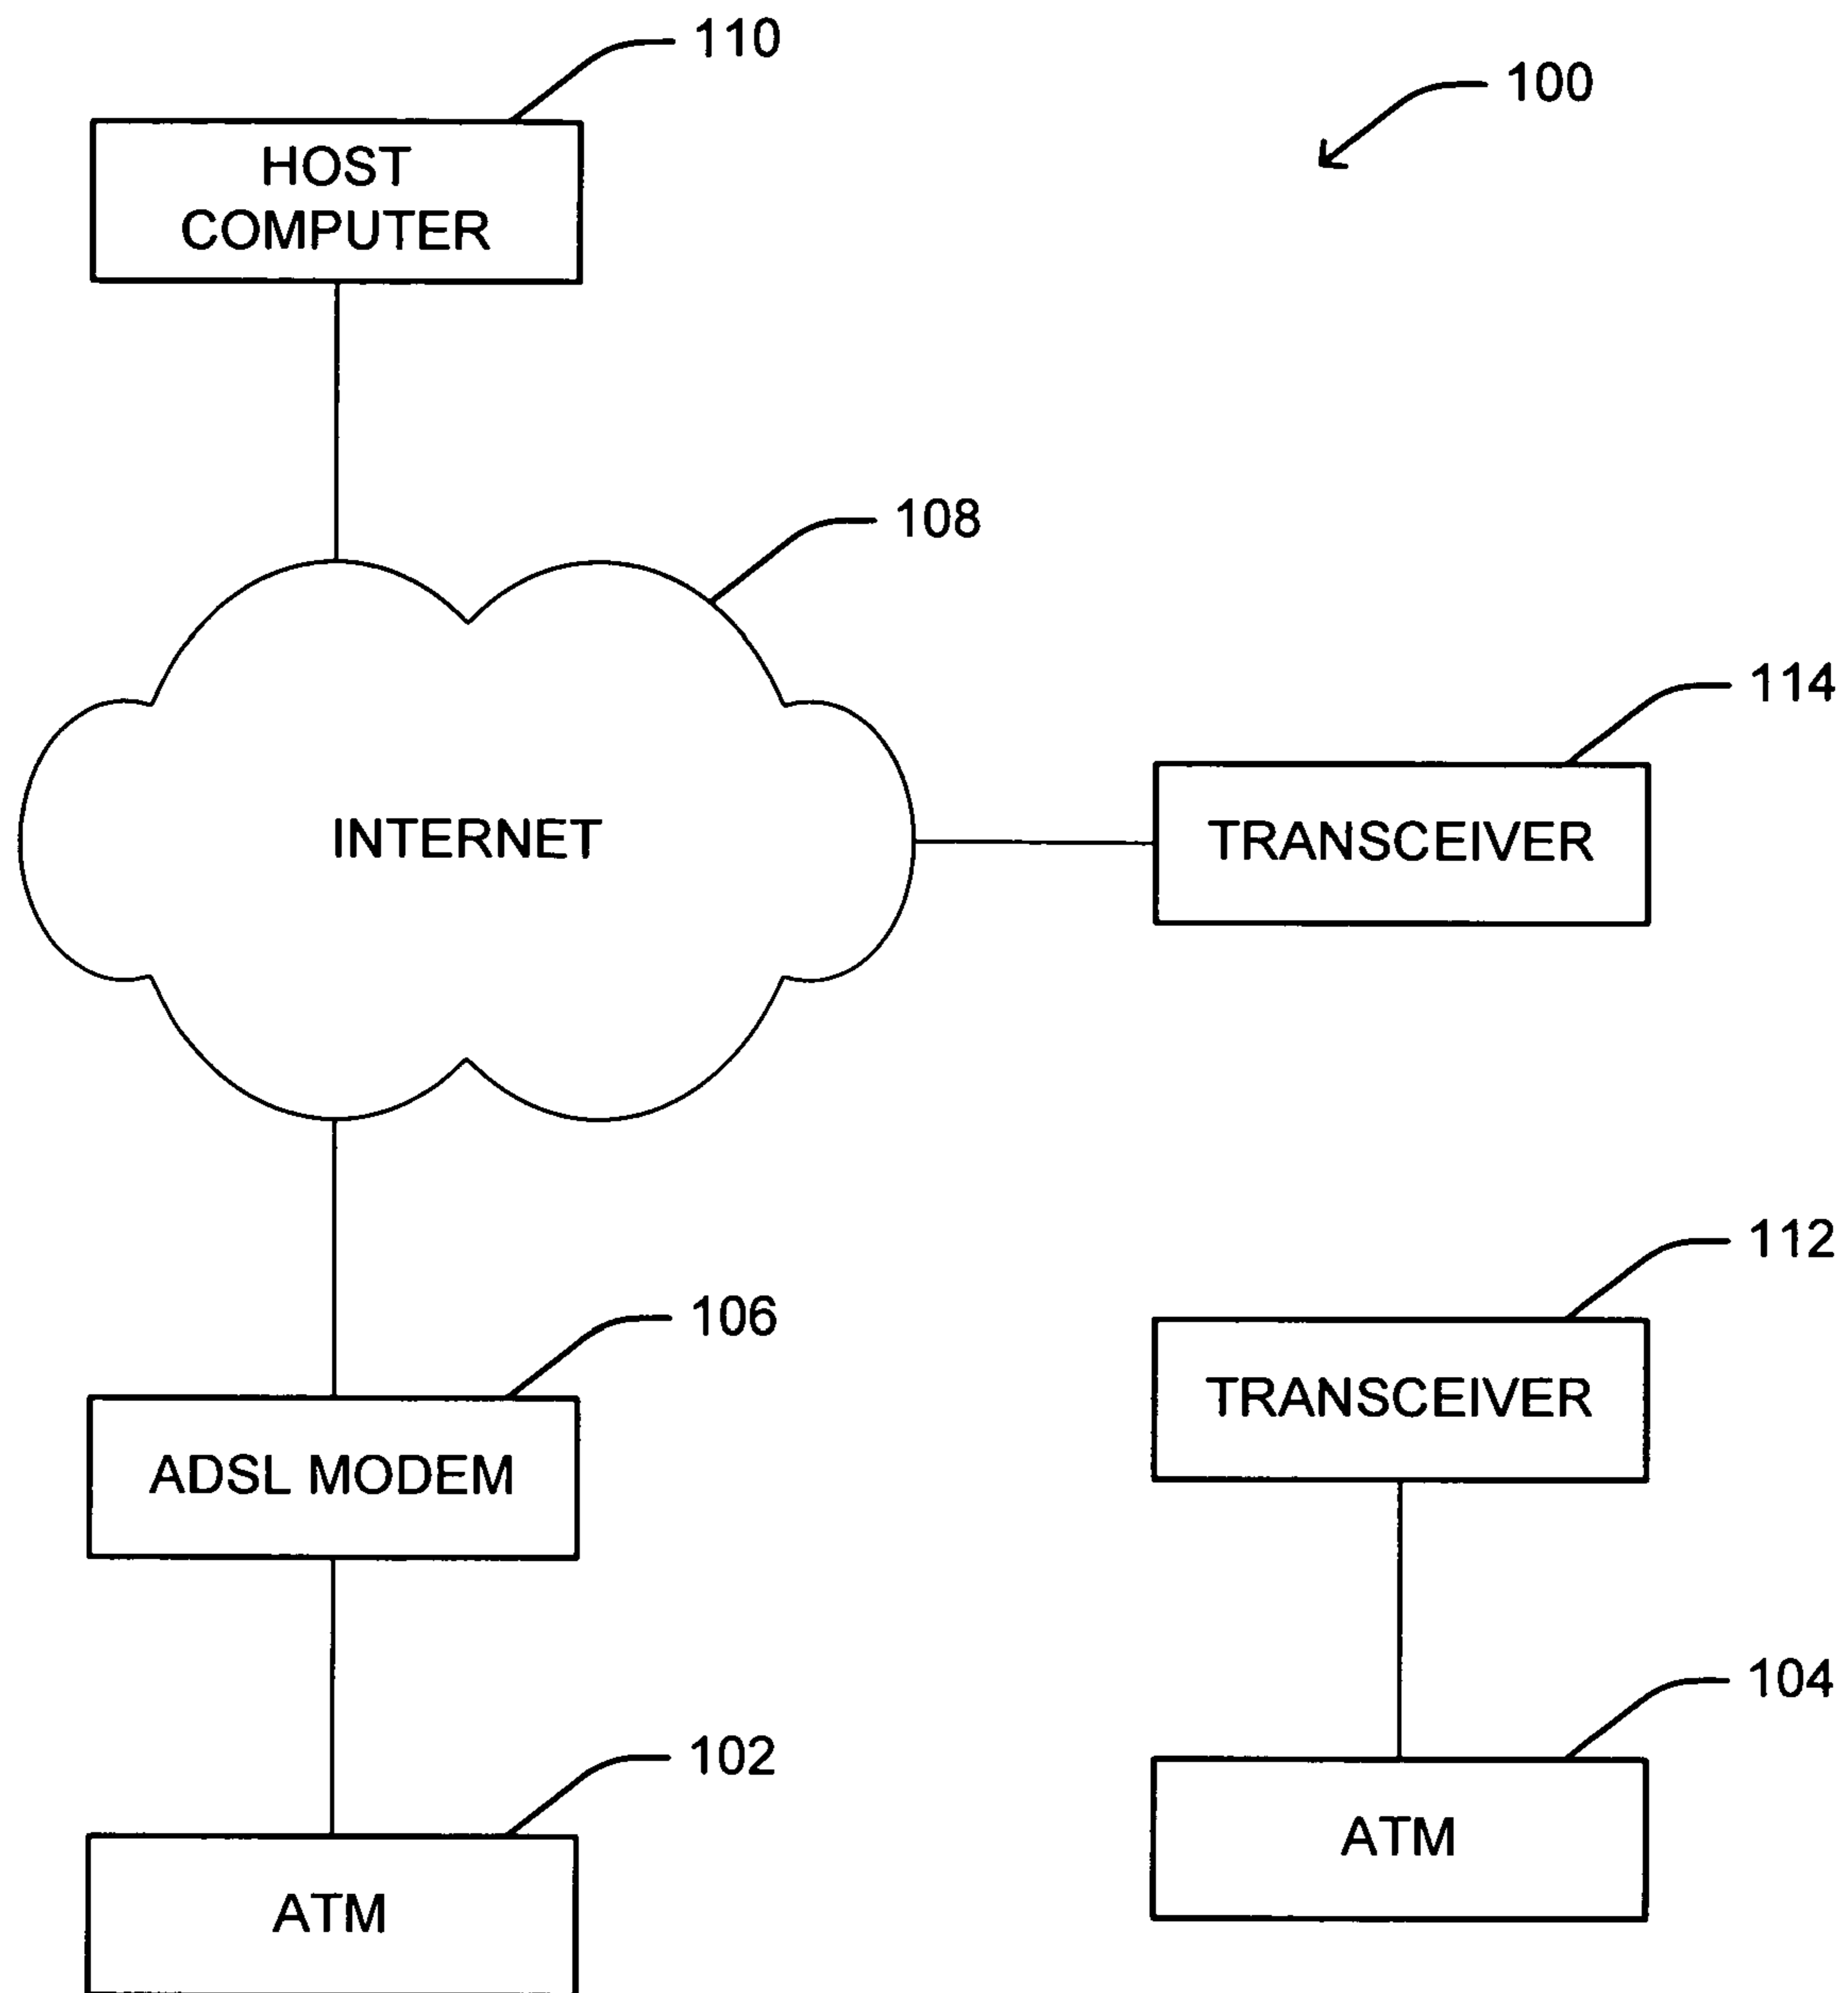 110
100
HOST
COMPUTER
108
114
INTERNET
TRANSCEIVER
112
106
TRANSCEIVER
ADSL MODEM
104
102
ATM
ATM